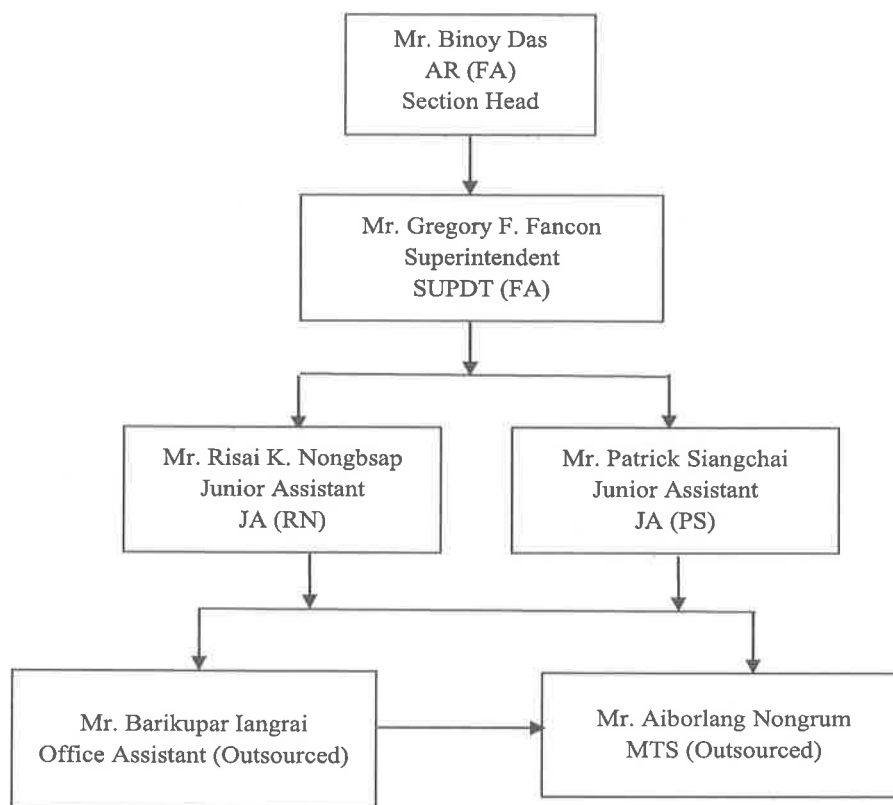 Mr. Binoy Das
AR (FA)
Section Head
Mr. Gregory F. Fancon
Superintendent
SUPDT (FA)
Mr. Risai K. Nongbsap
Junior Assistant
JA (RN)
Mr. Patrick Siangchai
Junior Assistant
JA (PS)
Mr. Barikupar Iangrai
Office Assistant (Outsourced)
Mr. Aiborlang Nongrum
MTS (Outsourced)